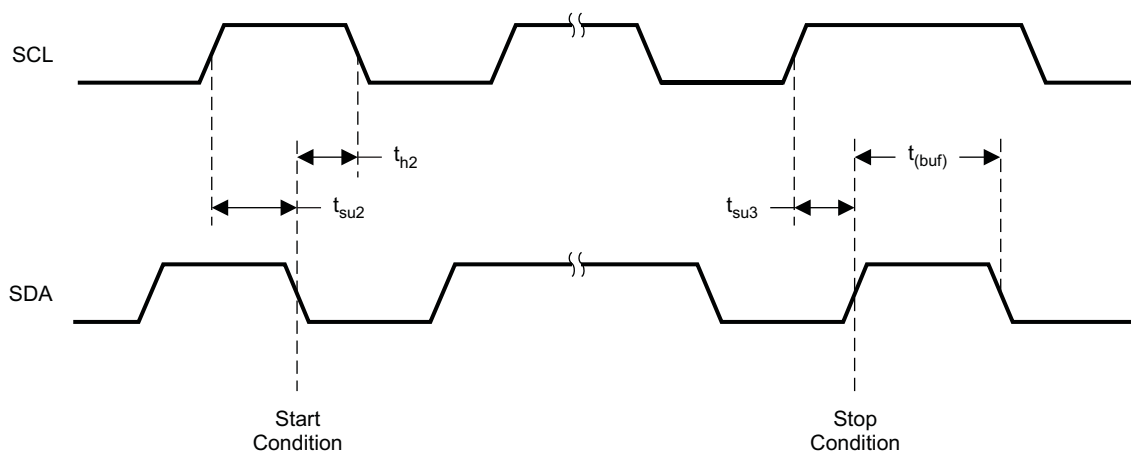 SCL
t_h2
t_(buf)
t_su2
t_su3
SDA
Start
Condition
Stop
Condition